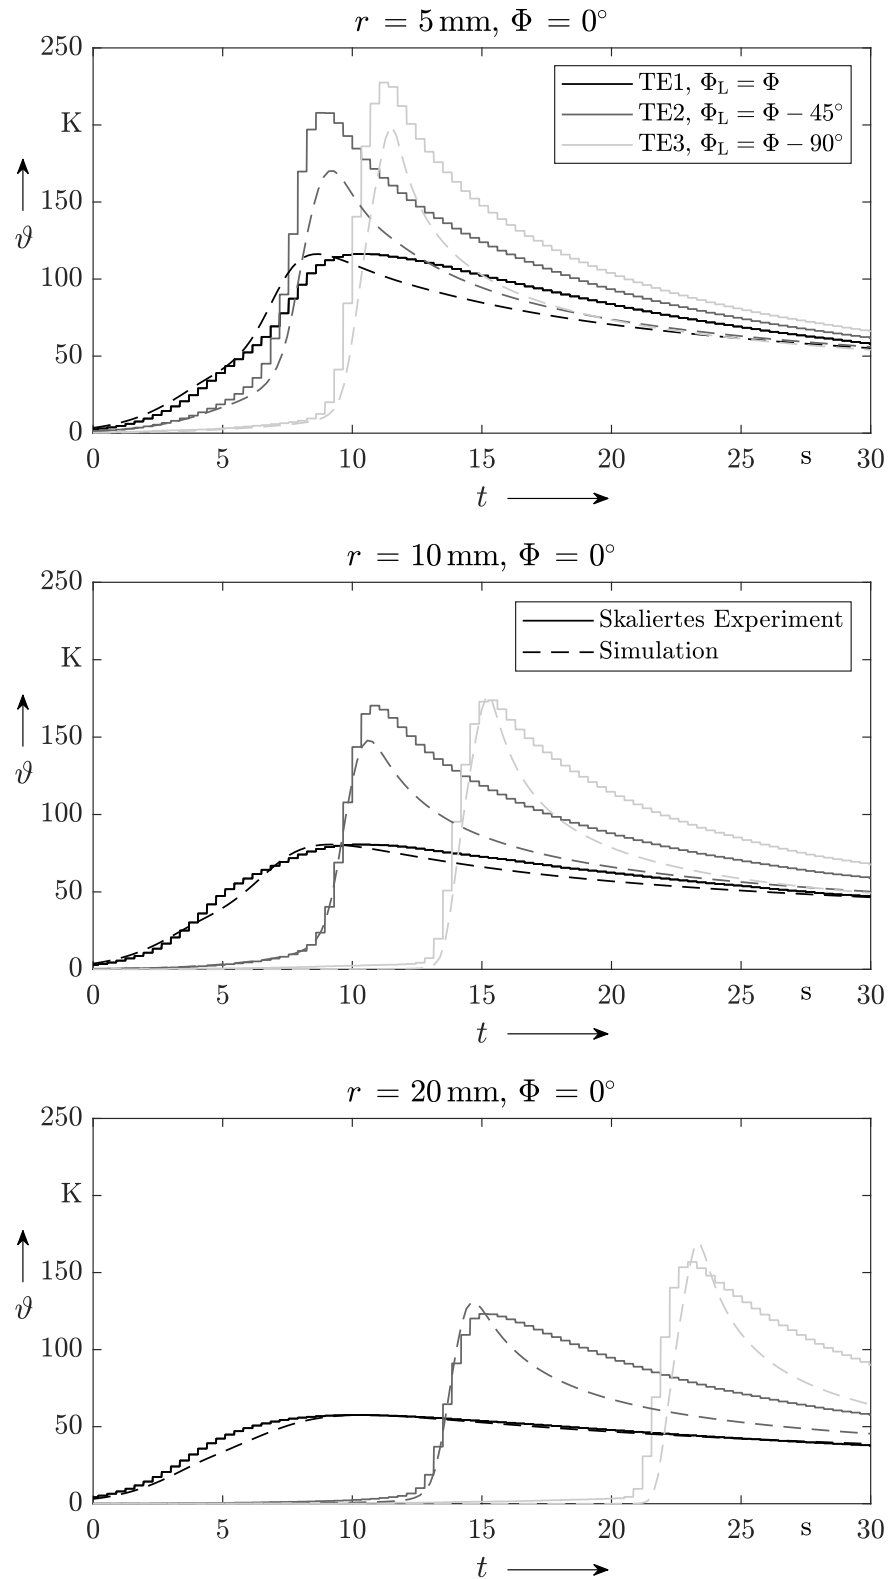 r = 5 mm, Φ = 0°
250
K
150
100
50
0
ϑ
TE1, Φ_L = Φ
TE2, Φ_L = Φ − 45°
TE3, Φ_L = Φ − 90°
0 5 10 15 20 25 s 30
t
r = 10 mm, Φ = 0°
250
K
150
100
50
0
ϑ
Skaliertes Experiment
Simulation
0 5 10 15 20 25 s 30
t
r = 20 mm, Φ = 0°
250
K
150
100
50
0
ϑ
0 5 10 15 20 25 s 30
t